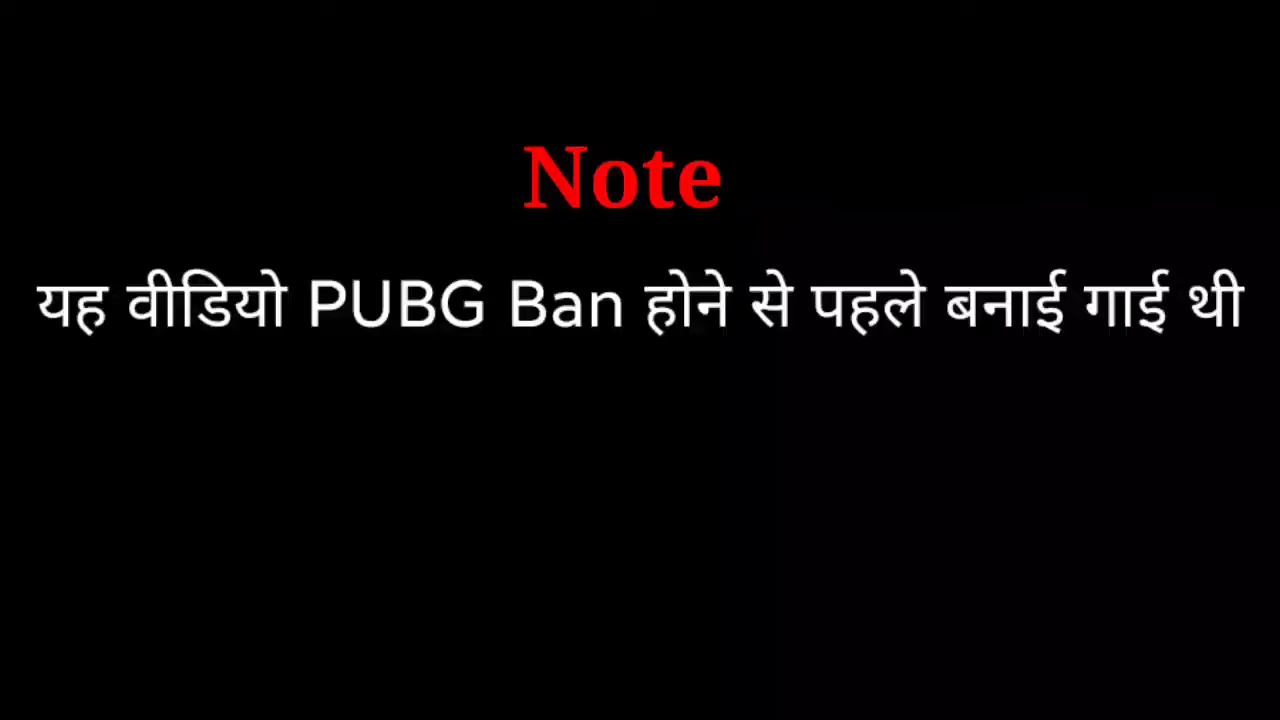 Note
यह वीडियो PUBG Ban होने से पहले बनाई गाई थी